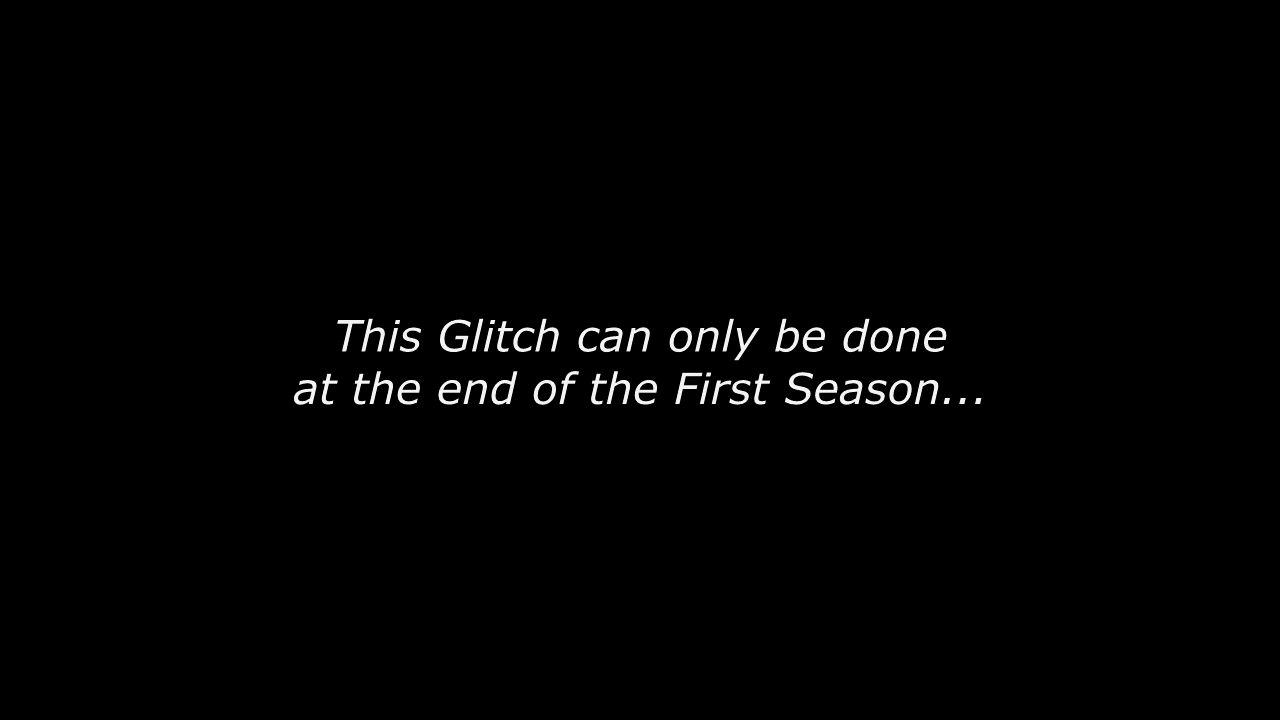 This Glitch can only be done
at the end of the First Season...